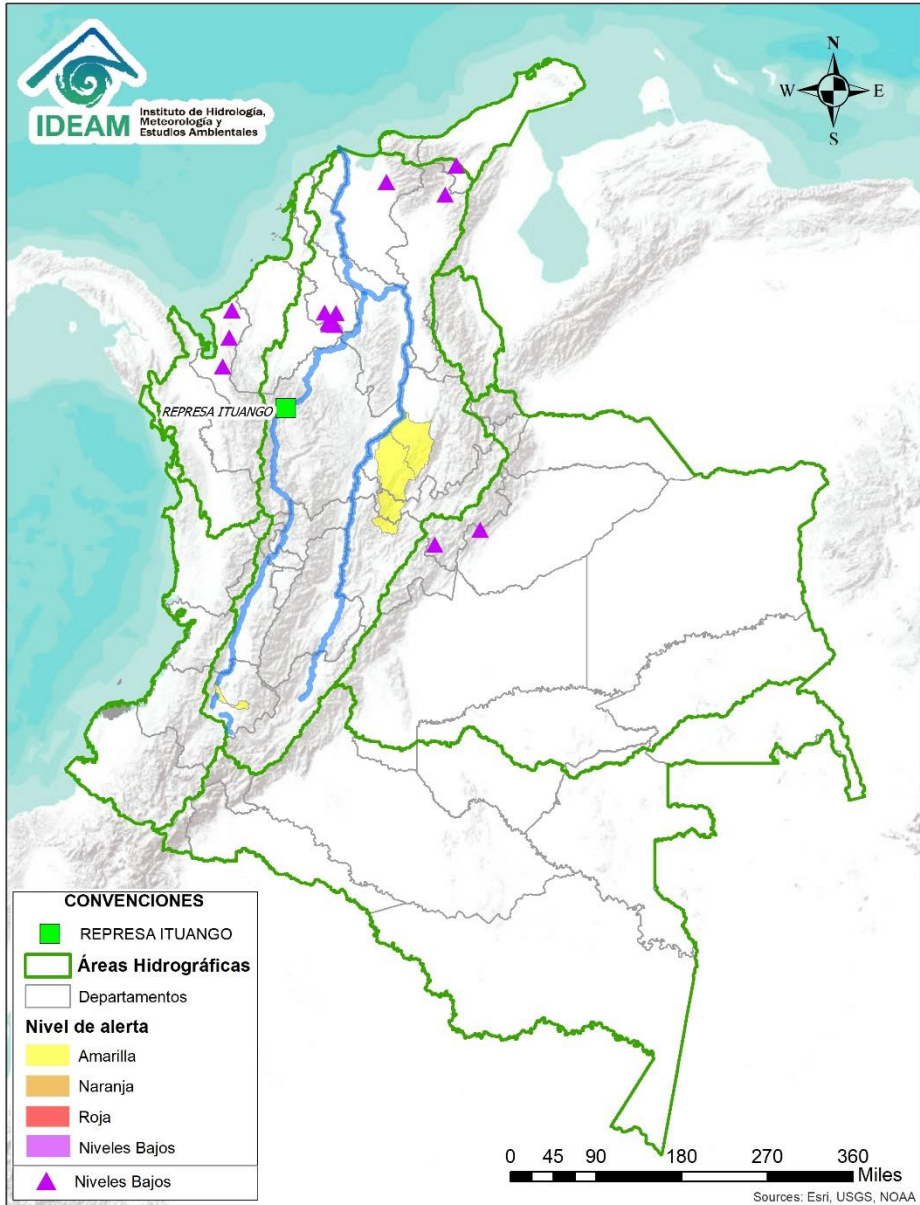 IDEAM
Instituto de Hidrología,
Meteorología y
Estudios Ambientales
N
W
E
S
REPRESA ITUANGO
CONVENCIONES
REPRESA ITUANGO
Áreas Hidrográficas
Departamentos
Nivel de alerta
Amarilla
Naranja
Roja
Niveles Bajos
Niveles Bajos
0 45 90 180 270 360
Miles
Sources: Esri, USGS, NOAA